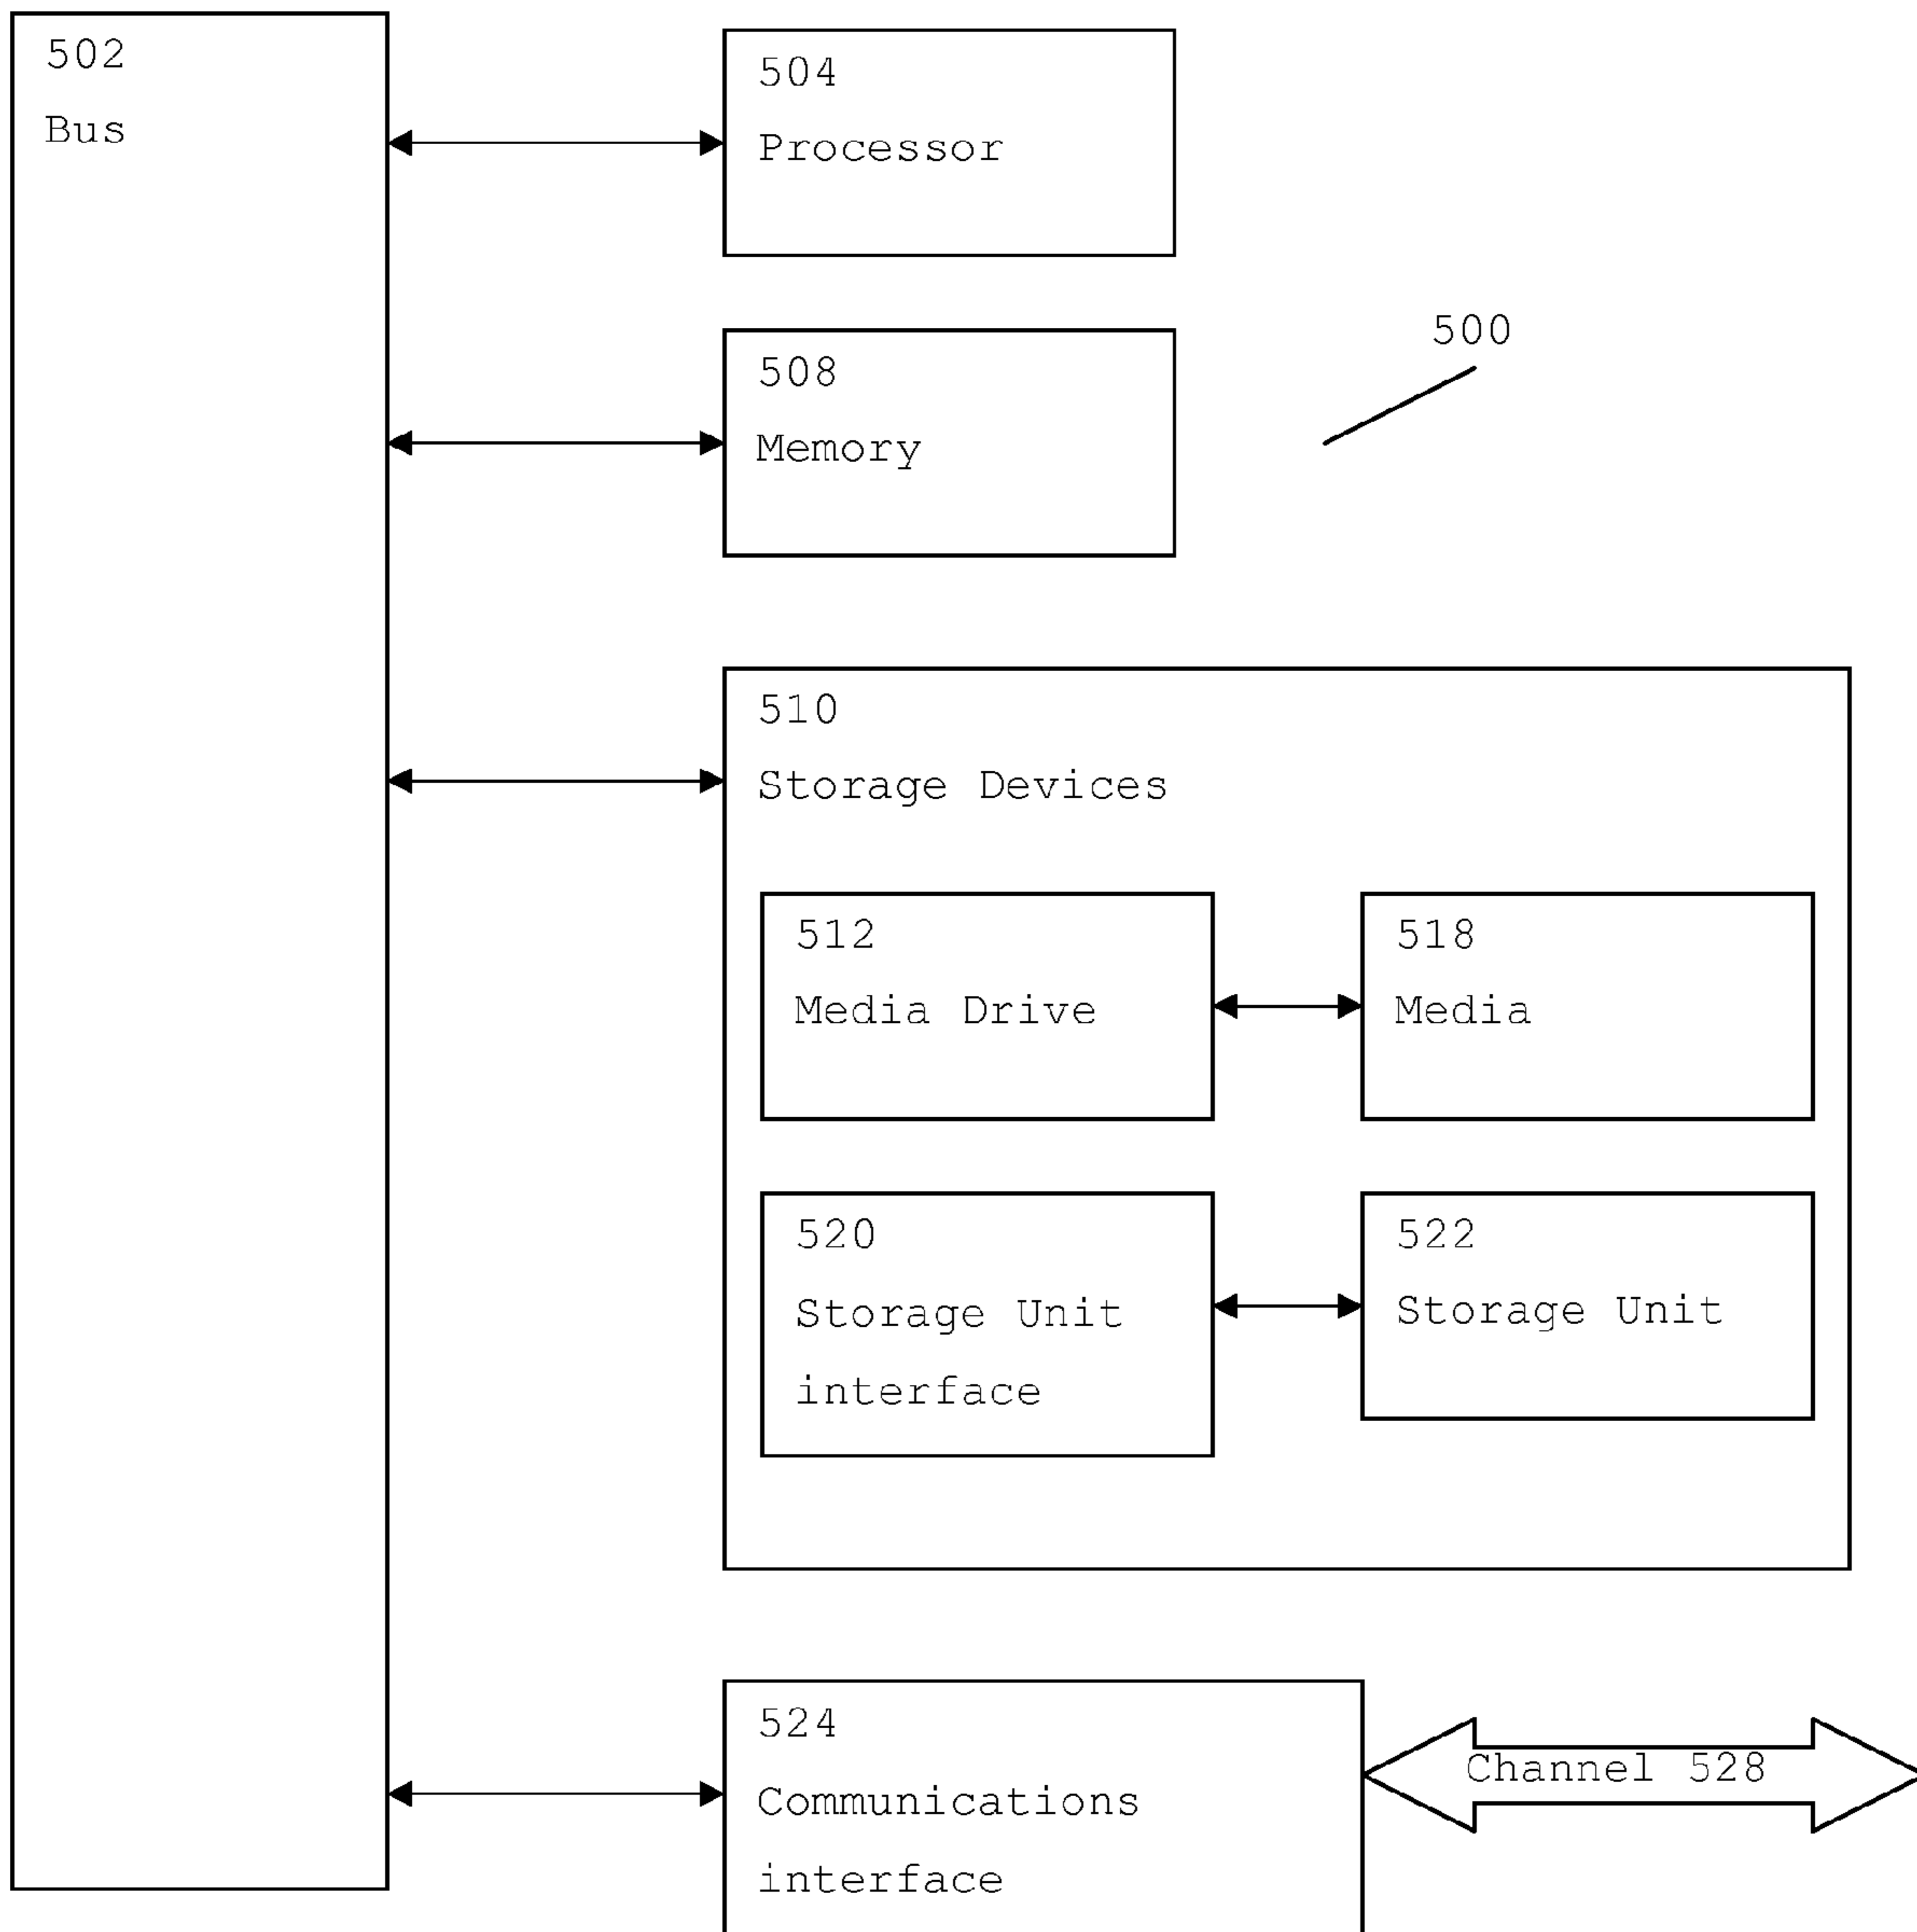 502
Bus
504
Processor
500
508
Memory
510
Storage Devices
512
Media Drive
518
Media
520
Storage Unit
interface
522
Storage Unit
524
Communications
interface
Channel 528